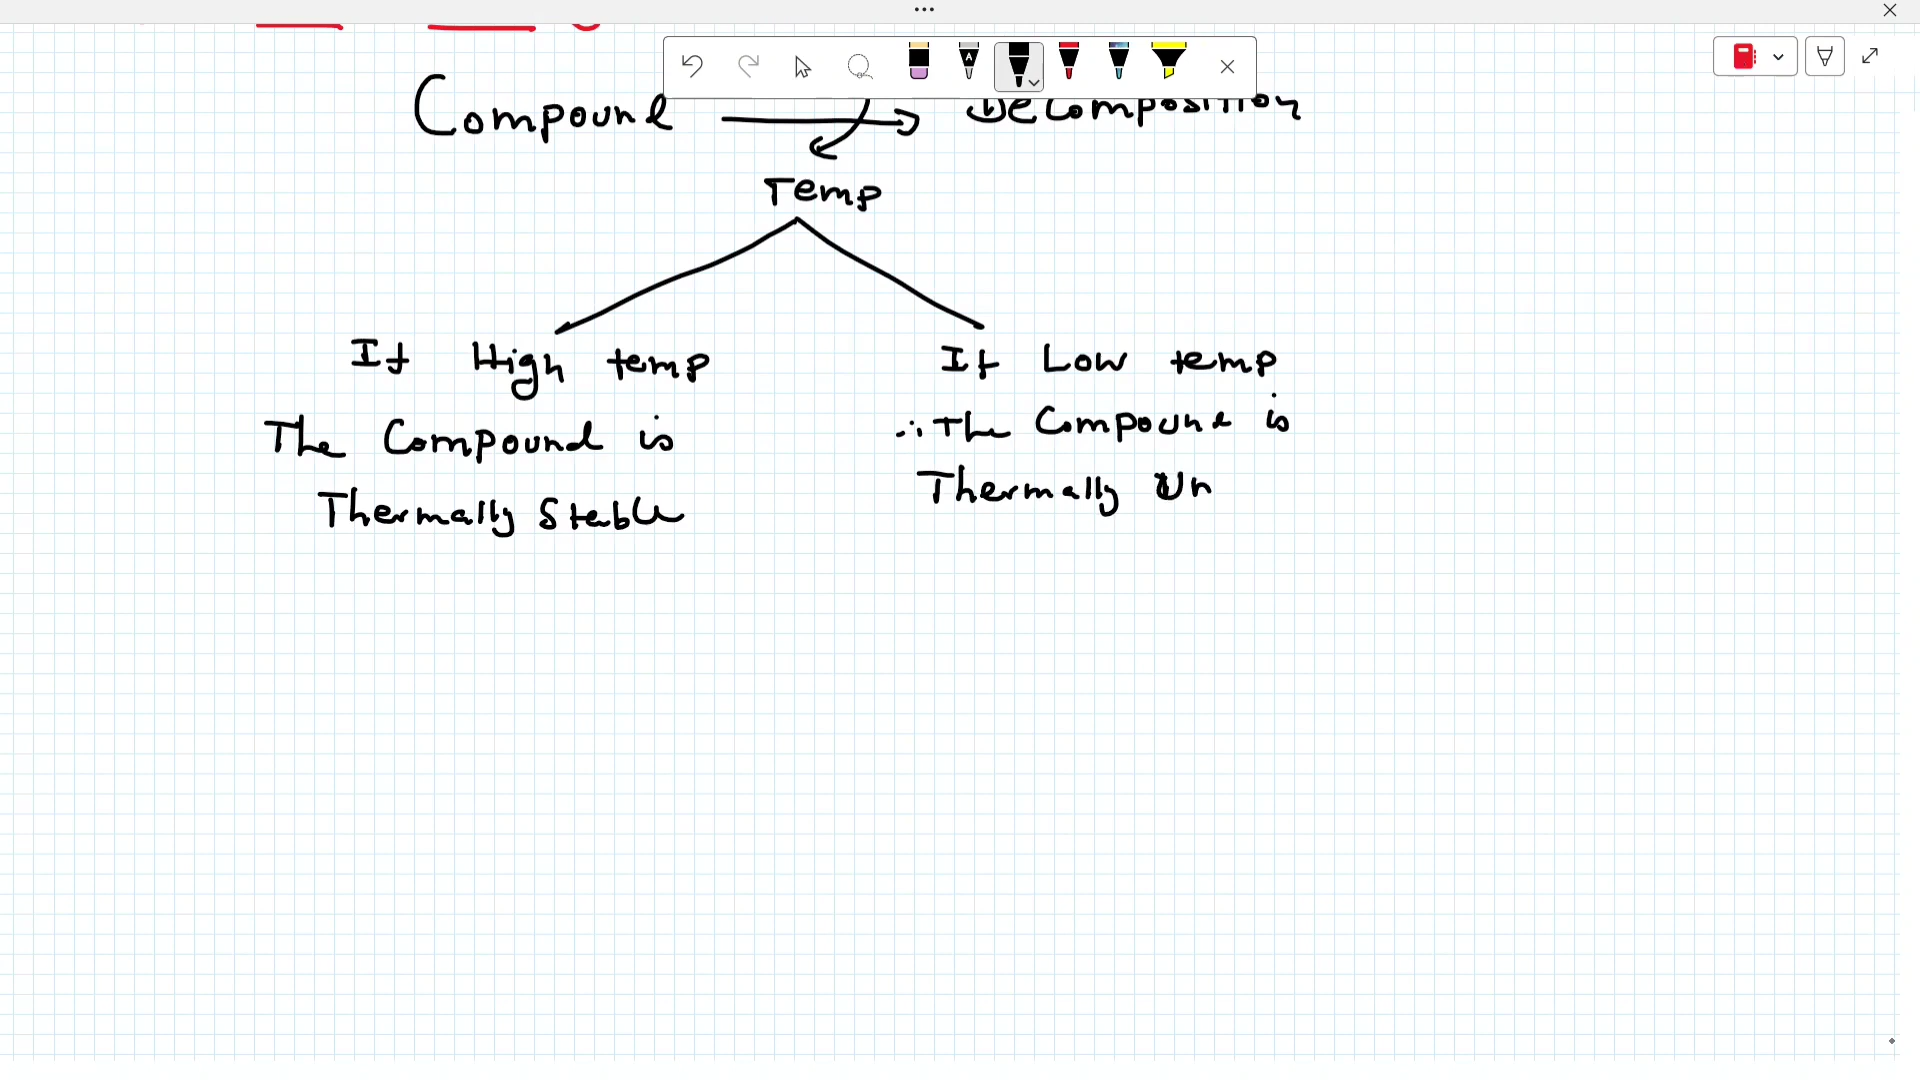 Compound → Decomposition
Temp
If High temp
If Low temp
The Compound is
∴ The Compound is
Thermally Stable
Thermally Un